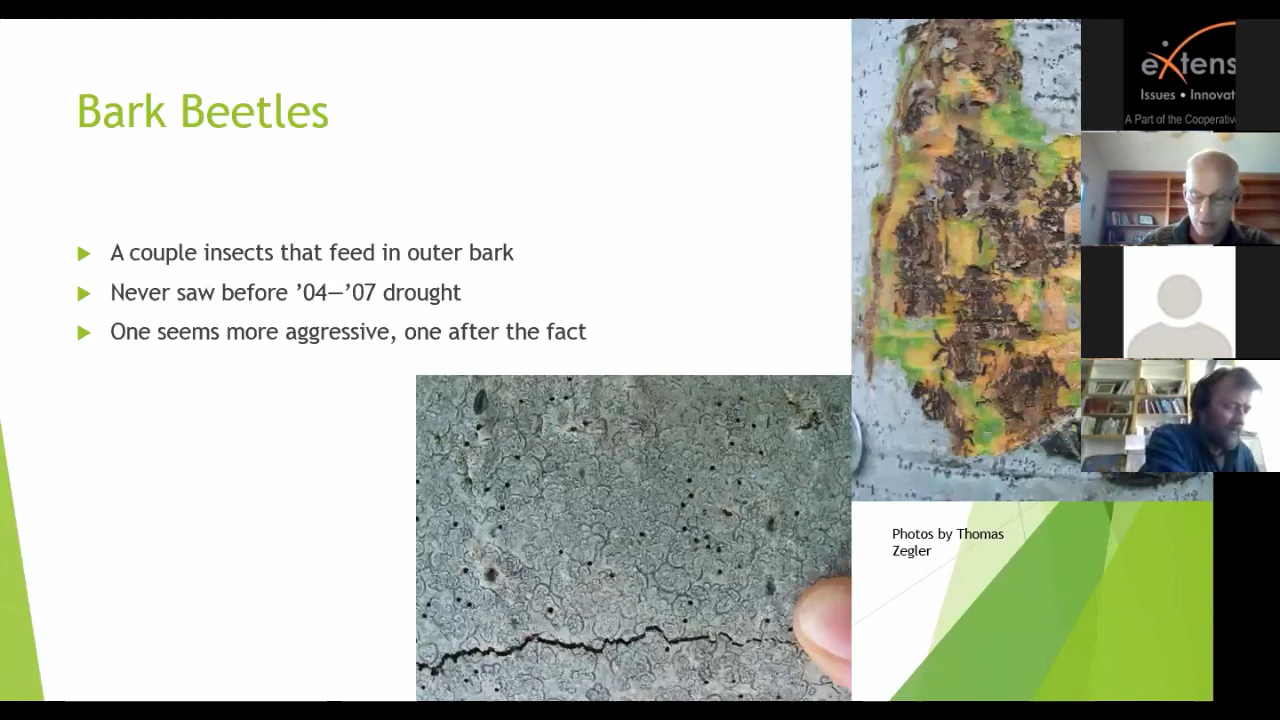 Bark Beetles
A couple insects that feed in outer bark
Never saw before ’04—’07 drought
One seems more aggressive, one after the fact
Photos by Thomas
Zegler
eXtens
Issues • Innovat
A Part of the Cooperativ